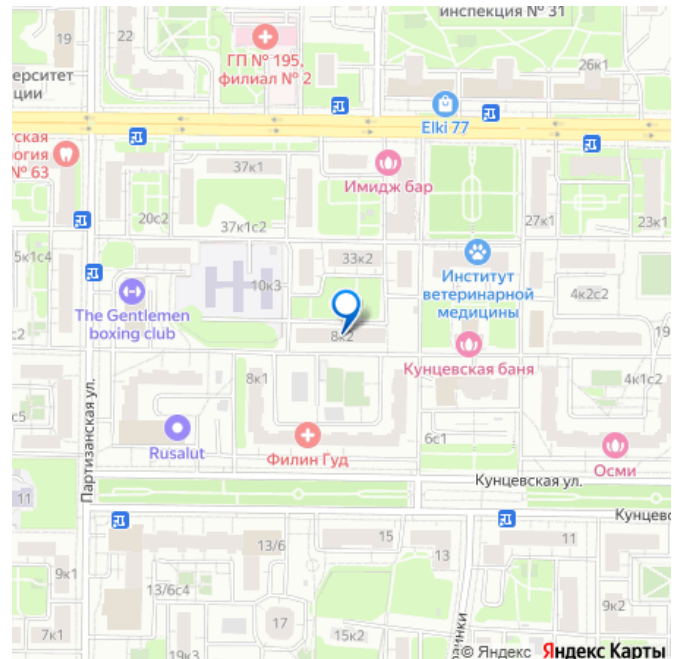 инспекция № 31
19
22
ГП № 195,
филиал № 2
26к1
ерситет
ции
Elki 77
тская
логия
№ 63
37к1
Имидж бар
20с2
37к1с2
27к1
23к1
5к1с4
33к2
10к3
Институт
ветеринарной
медицины
4к2с2
The Gentlemen
boxing club
с2
8к2
19
Кунцевская баня
8к1
4к1с2
Партизанская ул.
с5
Rusalut
Филин Гуд
6с1
Осми
Кунцевская ул.
11
Кунцево
13/6
15
13
11
9к1
13/6с4
9к2
17
7к1
15к2
19к3
аинки
© Яндекс Яндекс Карты